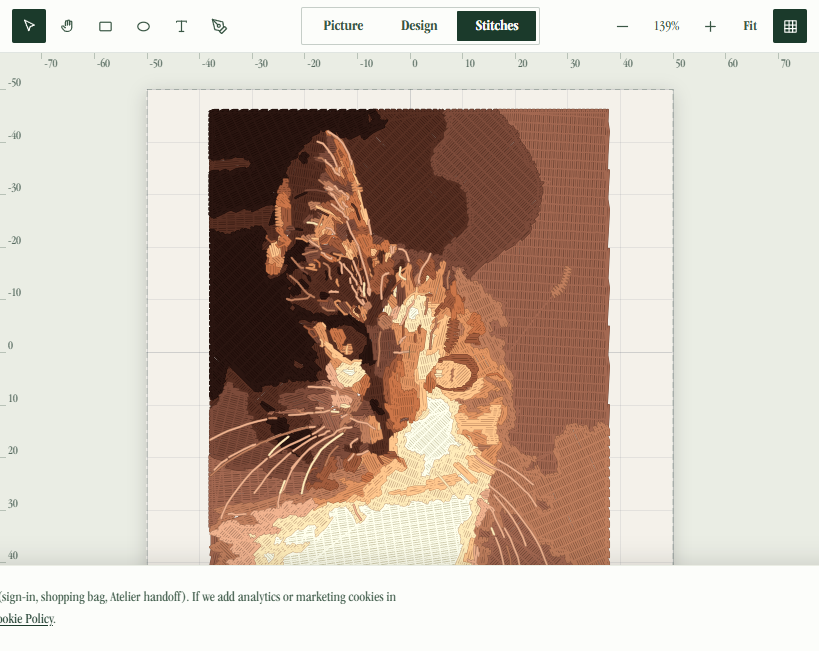 Picture Design Stitches 139% Fit
-70 -60 -50 -40 -30 -20 -10 0 10 20 30 40 50 60 70
-50
-40
-30
-20
-10
0
10
20
30
40
(sign-in, shopping bag, Atelier handoff). If we add analytics or marketing cookies in
ookie Policy.